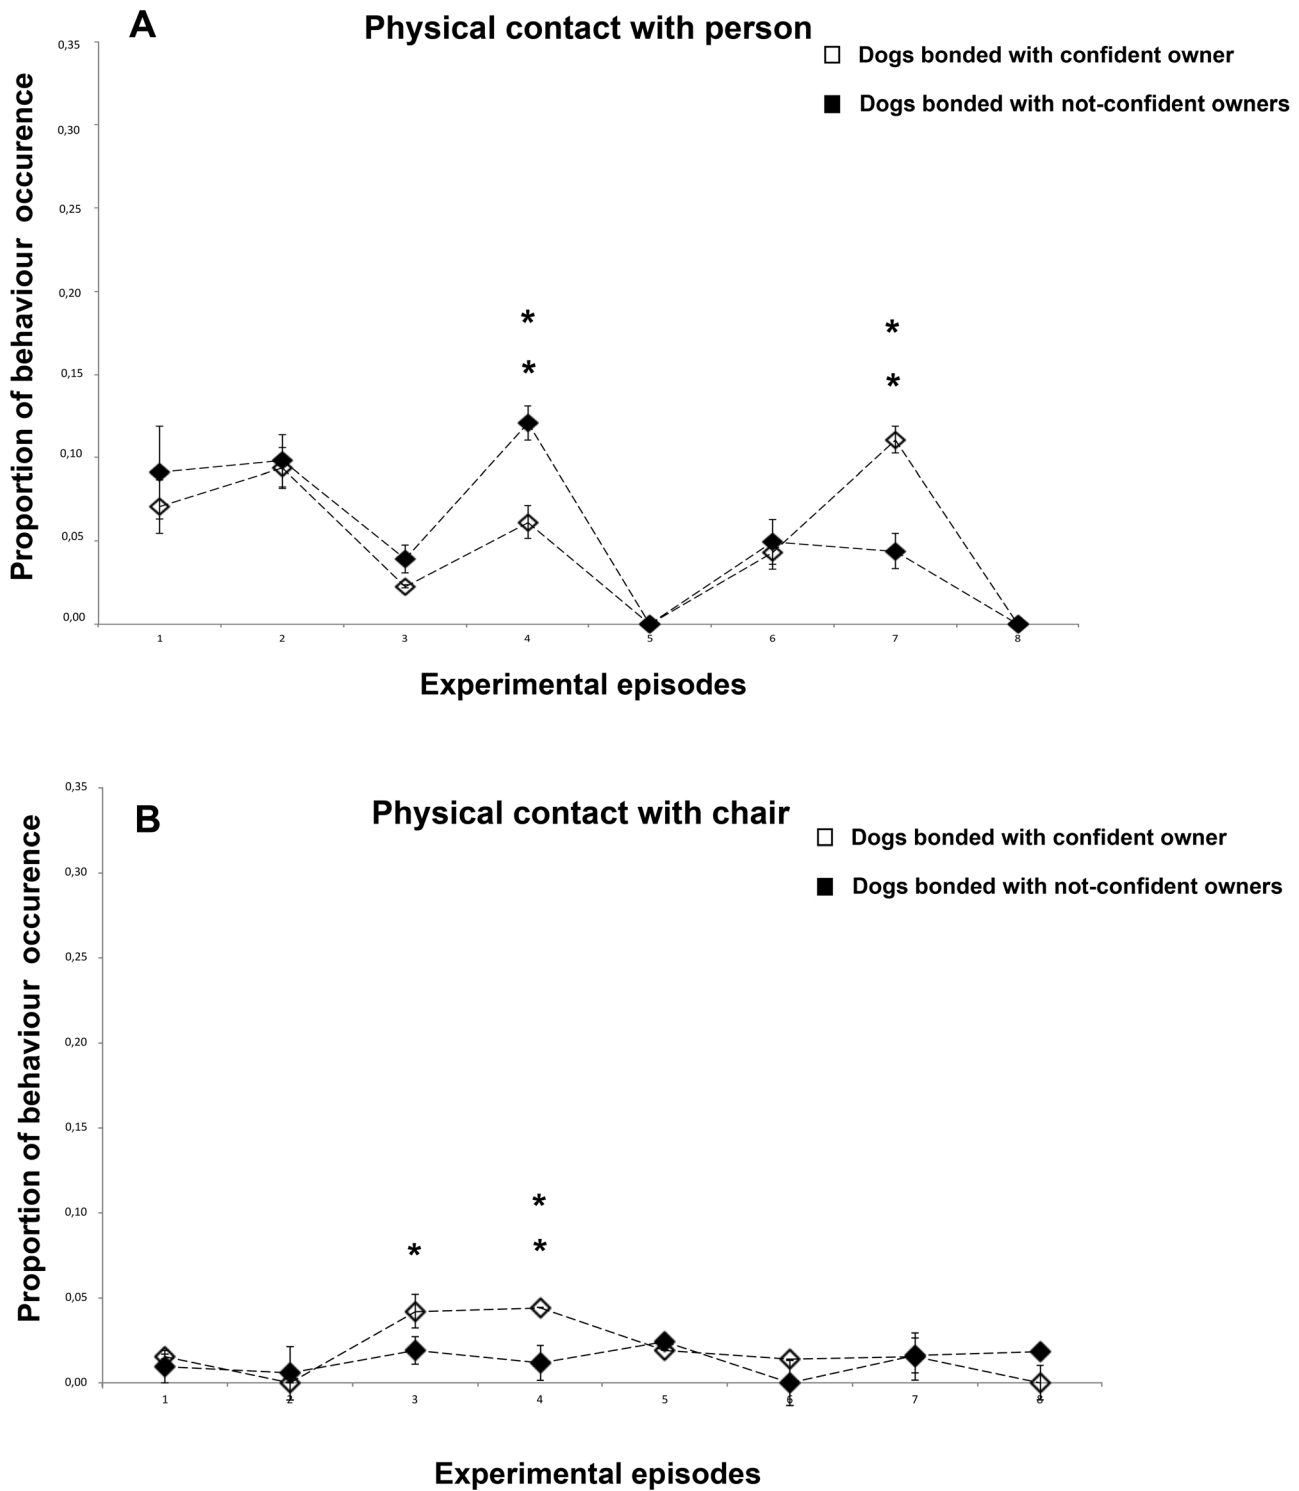 A
Physical contact with person
Dogs bonded with confident owner
Dogs bonded with not-confident owners
Proportion of behaviour occurence
0,35
0,30
0,25
0,20
0,15
0,10
0,05
0,00
*
*
*
*
1 2 3 4 5 6 7 8
Experimental episodes
B
Physical contact with chair
Dogs bonded with confident owner
Dogs bonded with not-confident owners
Proportion of behaviour occurence
0,35
0,30
0,25
0,20
0,15
0,10
0,05
0,00
*
*
*
1 2 3 4 5 6 7 8
Experimental episodes